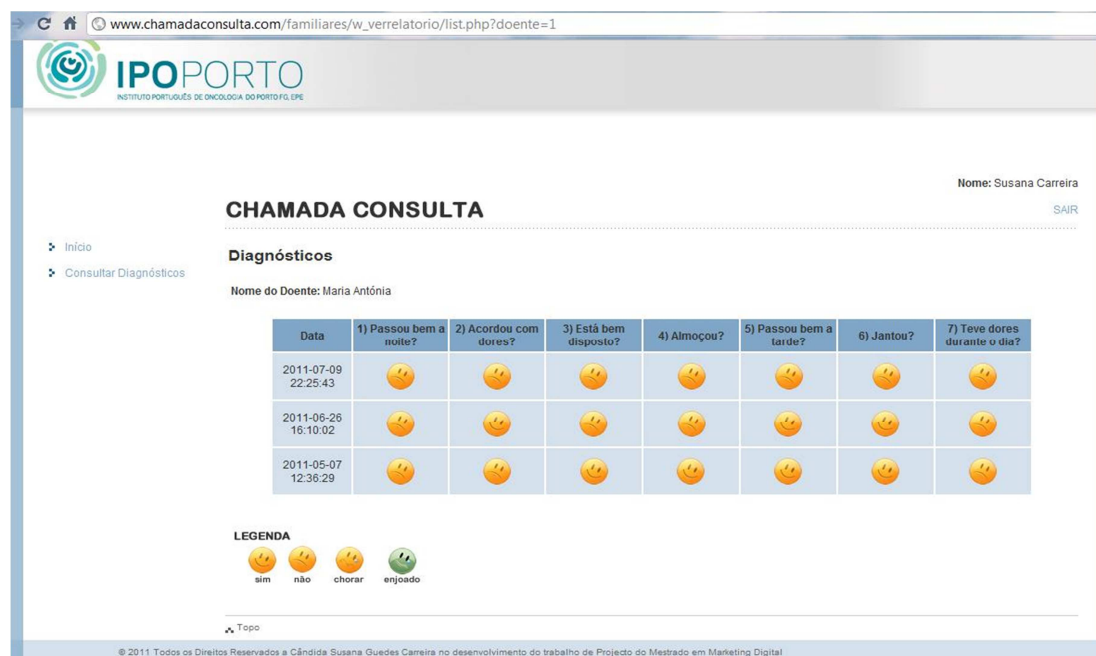 www.chamadaconsulta.com/familiares/w_verrelatorio/list.php?doente=1
IPOPORTO
INSTITUTO PORTUGUÊS DE ONCOLOGIA DO PORTO FG, EPE
Nome: Susana Carreira
CHAMADA CONSULTA
SAIR
Início
Consultar Diagnósticos
Diagnósticos
Nome do Doente: Maria Antónia
Data 1) Passou bem a noite? 2) Acordou com dores? 3) Está bem disposto? 4) Almoçou? 5) Passou bem a tarde? 6) Jantou? 7) Teve dores durante o dia?
2011-07-09
22:25:43
2011-06-26
16:10:02
2011-05-07
12:36:29
LEGENDA
sim não chorar enjoado
Topo
© 2011 Todos os Direitos Reservados a Cândida Susana Guedes Carreira no desenvolvimento do trabalho de Projecto do Mestrado em Marketing Digital